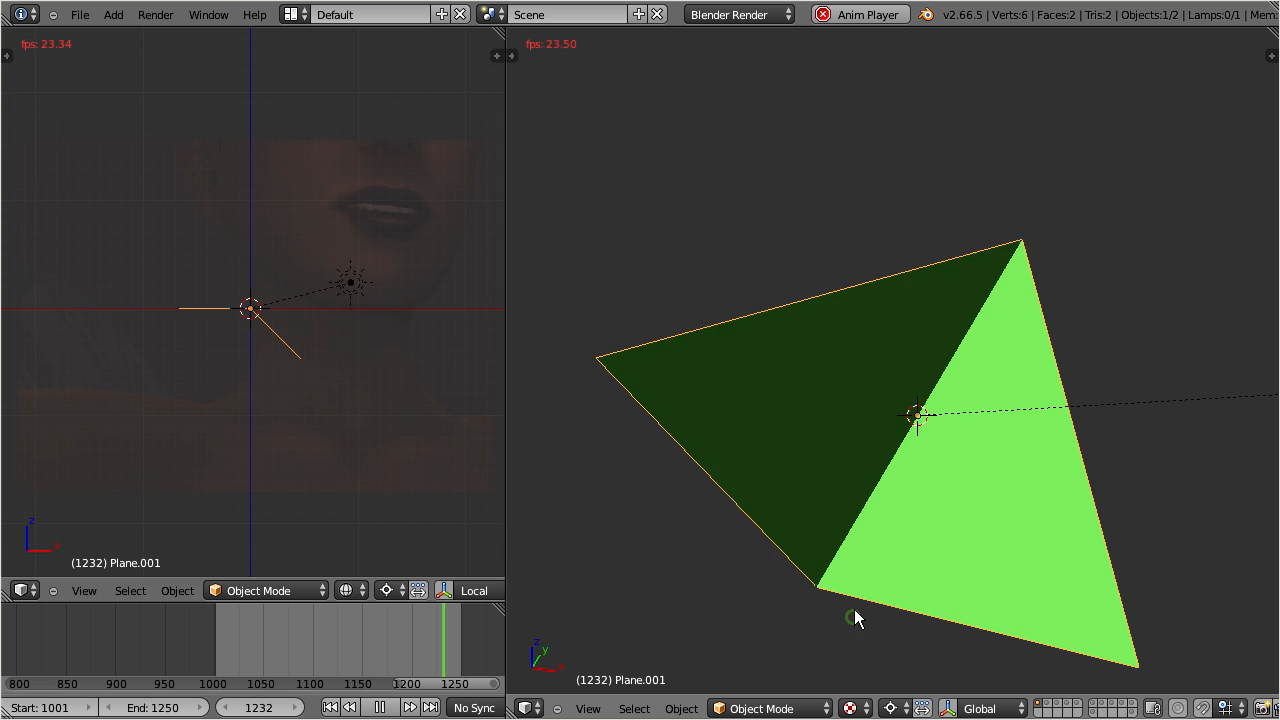 File Add Render Window Help Default Scene Blender Render Anim Player v2.66.5 | Verts:6 | Faces:2 | Tris:2 | Objects:1/2 | Lamps:0/1 | Mem:
fps: 23.34
fps: 23.50
z
x
(1232) Plane.001
View Select Object Object Mode Local
800 850 900 950 1000 1050 1100 1150 1200 1250
Start: 1001 End: 1250 1232 No Sync
z
y
x
(1232) Plane.001
View Select Object Object Mode Global